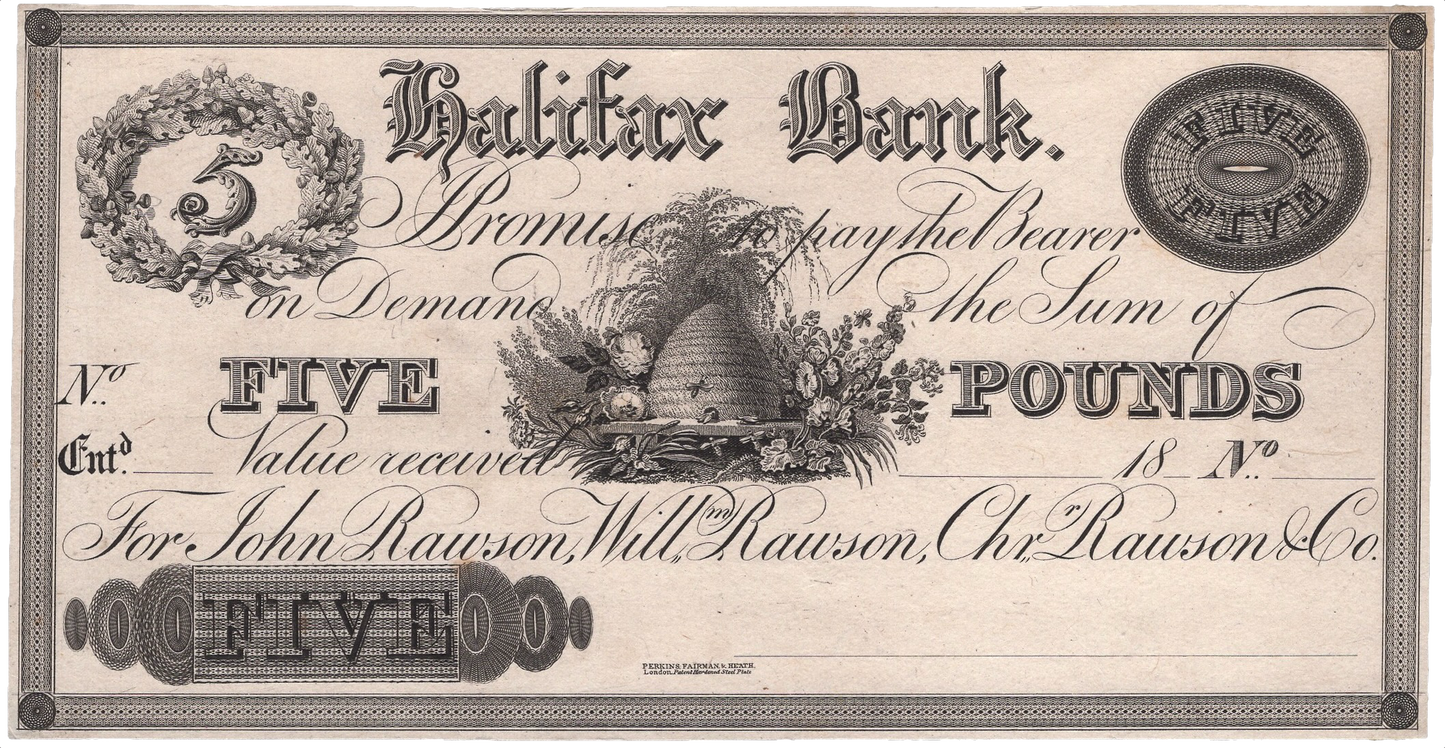 Halifax Bank.
5
FIVE
FIVE
I Promise to pay the Bearer
on Demand the Sum of
No. FIVE POUNDS
Entd. Value received 18 No.
For John Rawson, Willm Rawson, Chr Rawson & Co.
FIVE
PERKINS, FAIRMAN, & HEATH.
London. Patent Hardened Steel Plate